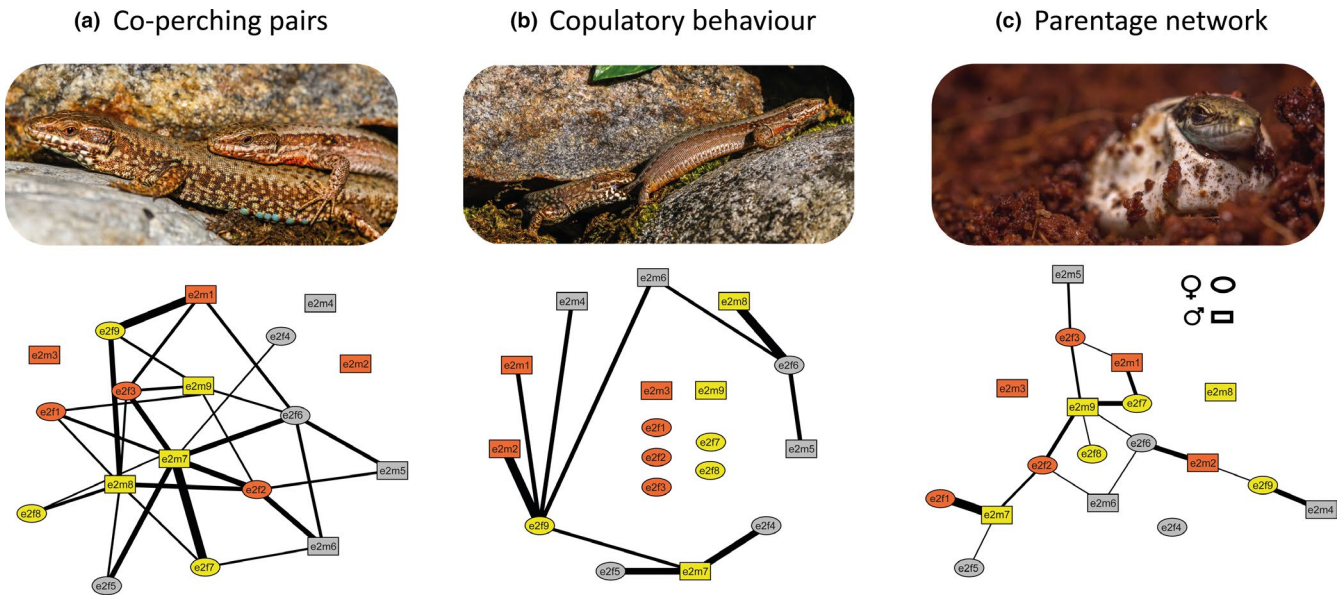 (a) Co-perching pairs
(b) Copulatory behaviour
(c) Parentage network
e2m1
e2m4
e2f9
e2f4
e2m3
e2m2
e2f3
e2m9
e2f1
e2f6
e2m7
e2m5
e2m8
e2f2
e2f8
e2m6
e2f7
e2f5
e2m6
e2m4
e2m8
e2m1
e2f6
e2m3
e2m9
e2f1
e2f7
e2m2
e2m5
e2f2
e2f8
e2f3
e2f9
e2f4
e2f5
e2m7
e2m5
♀
♂
e2f3
e2m1
e2m3
e2m8
e2m9
e2f7
e2f6
e2f8
e2f2
e2m2
e2f9
e2f1
e2m6
e2m4
e2m7
e2f4
e2f5